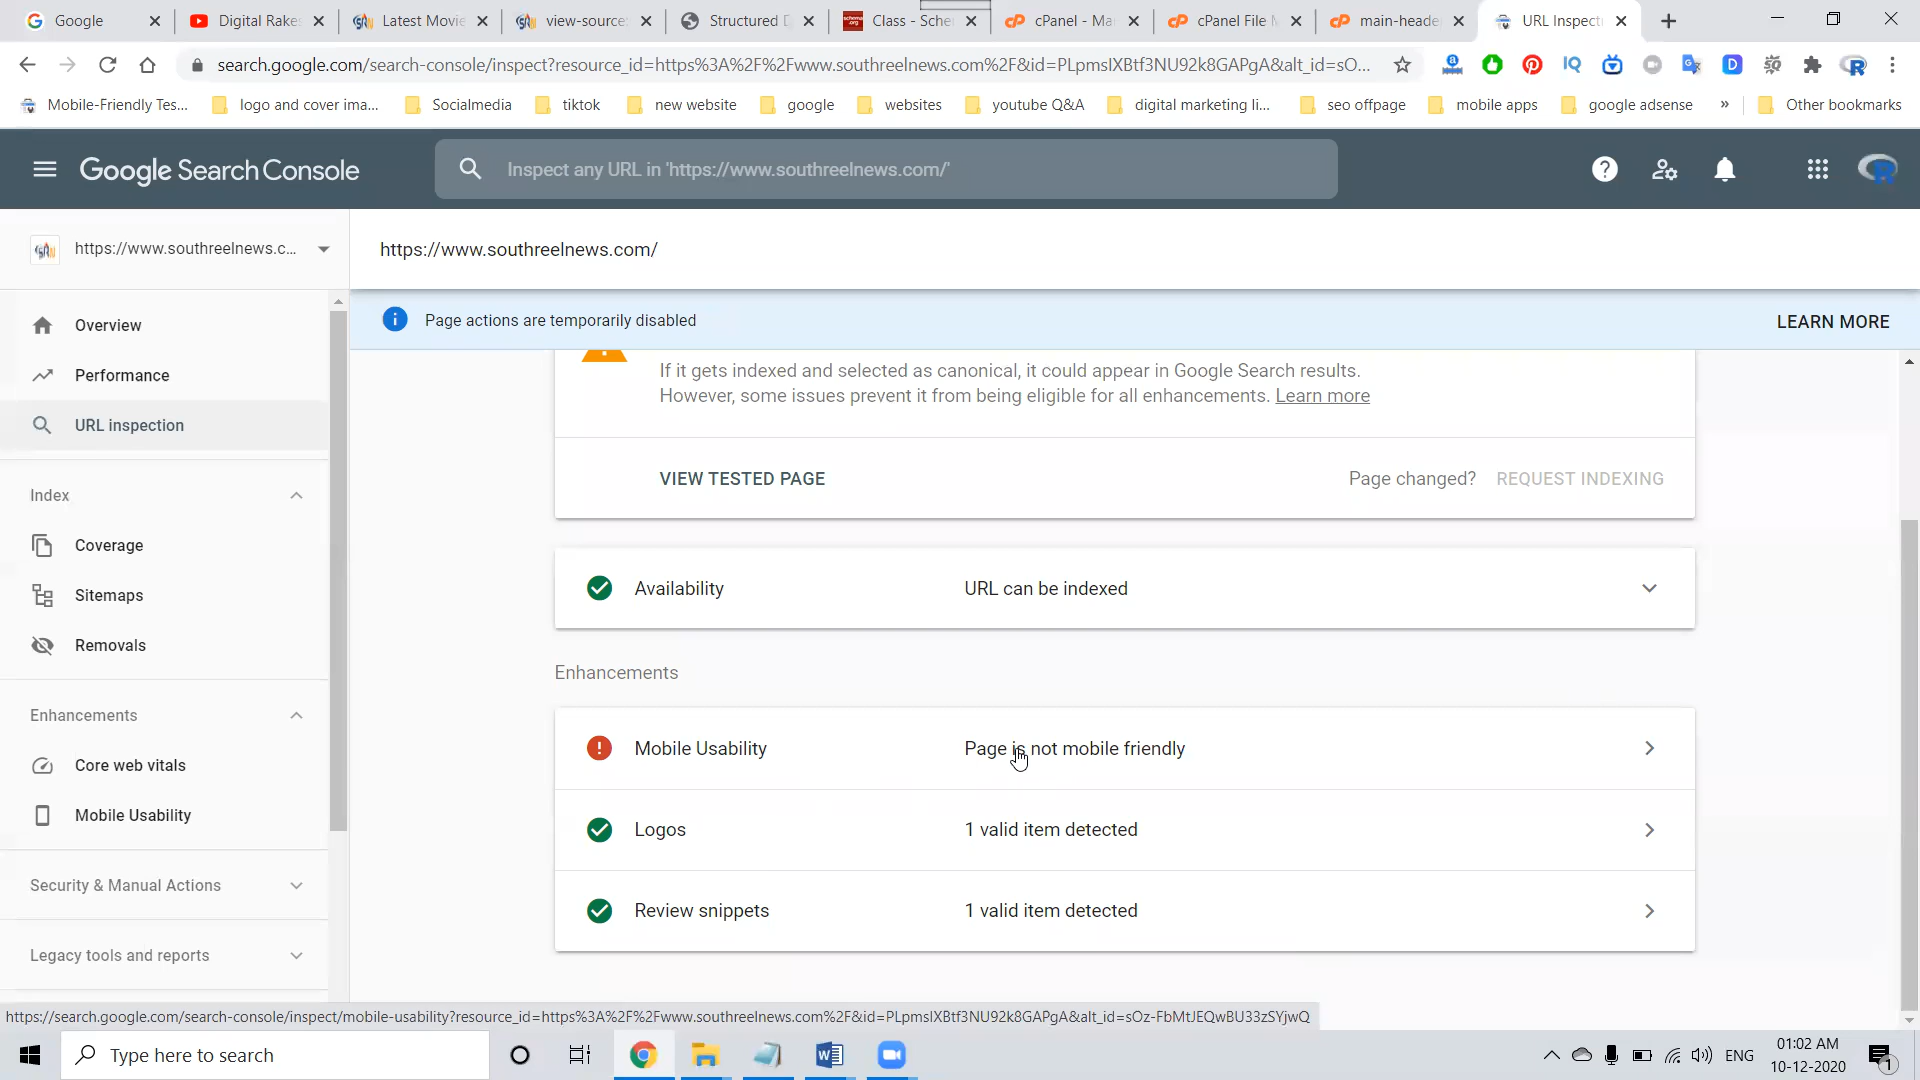 Google
Digital Rake
Latest Movie
view-source
Structured D
Class - Sche
cPanel - Ma
cPanel File M
main-heade
URL Inspect
search.google.com/search-console/inspect?resource_id=https%3A%2F%2Fwww.southreelnews.com%2F&id=PLpmsIXBtf3NU92k8GAPgA&alt_id=sO...
Mobile-Friendly Tes...
logo and cover ima...
Socialmedia
tiktok
new website
google
websites
youtube Q&A
digital marketing li...
seo offpage
mobile apps
google adsense
»
Other bookmarks
Google Search Console
Inspect any URL in 'https://www.southreelnews.com/'
https://www.southreelnews.c...
https://www.southreelnews.com/
Page actions are temporarily disabled
LEARN MORE
Overview
Performance
URL inspection
Index
Coverage
Sitemaps
Removals
Enhancements
Core web vitals
Mobile Usability
Security & Manual Actions
Legacy tools and reports
If it gets indexed and selected as canonical, it could appear in Google Search results.
However, some issues prevent it from being eligible for all enhancements. Learn more
VIEW TESTED PAGE
Page changed? REQUEST INDEXING
Availability URL can be indexed
Enhancements
Mobile Usability Page is not mobile friendly
Logos 1 valid item detected
Review snippets 1 valid item detected
https://search.google.com/search-console/inspect/mobile-usability?resource_id=https%3A%2F%2Fwww.southreelnews.com%2F&id=PLpmsIXBtf3NU92k8GAPgA&alt_id=sOz-FbMtJEQwBU33zSYjwQ
Type here to search
ENG
01:02 AM
10-12-2020
1